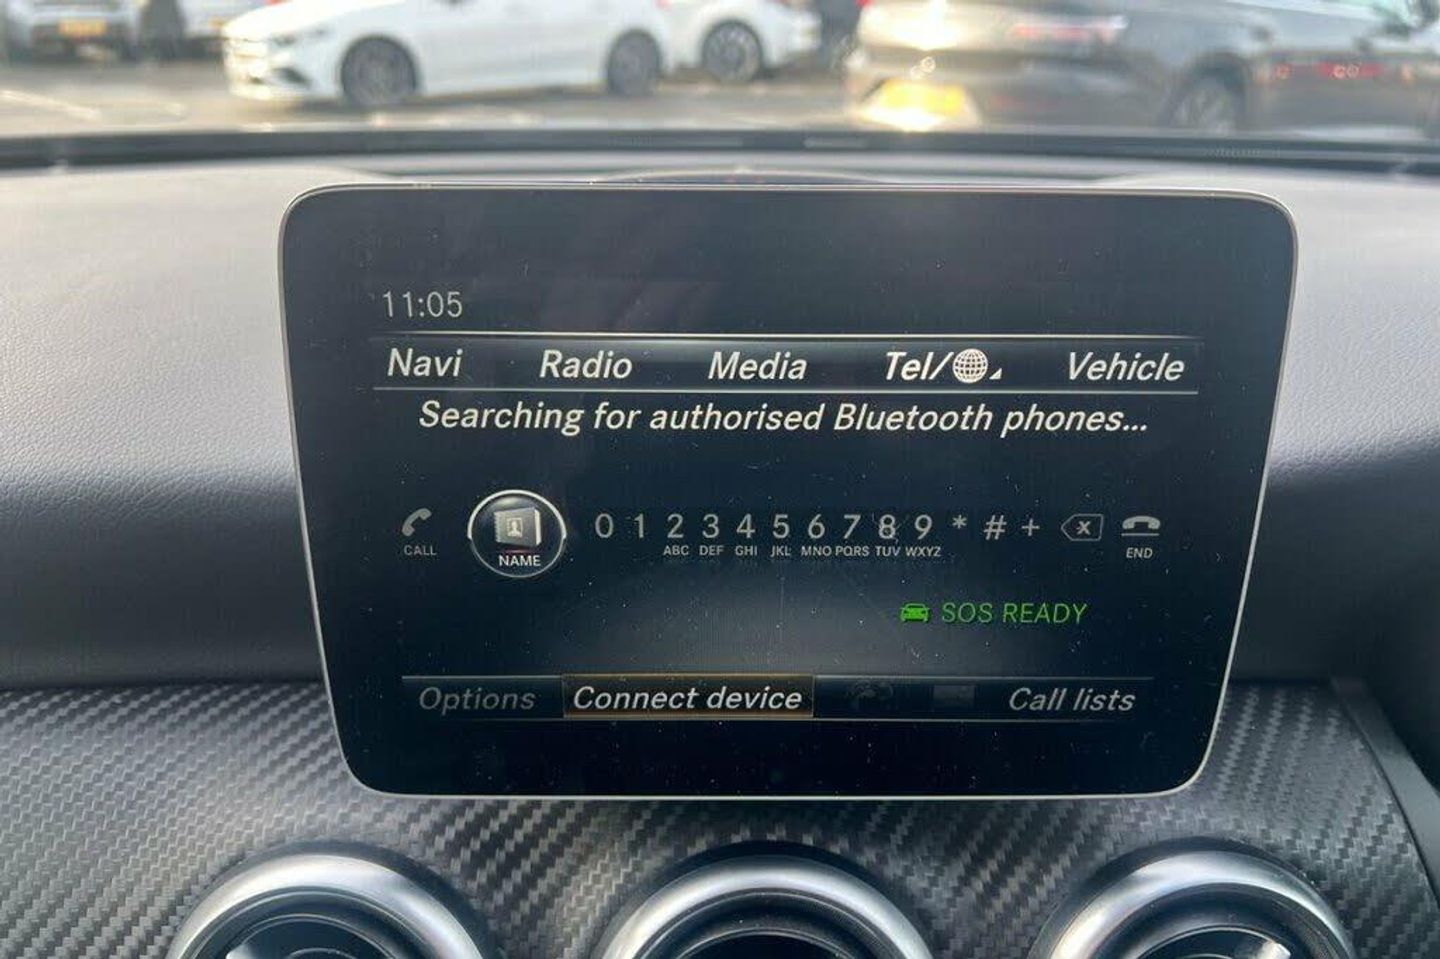 11:05
Navi Radio Media Tel/ Vehicle
Searching for authorised Bluetooth phones...
CALL NAME 0 1 2 ABC 3 DEF 4 GHI 5 JKL 6 MNO 7 PQRS 8 TUV 9 WXYZ * # + x END
SOS READY
Options Connect device Call lists